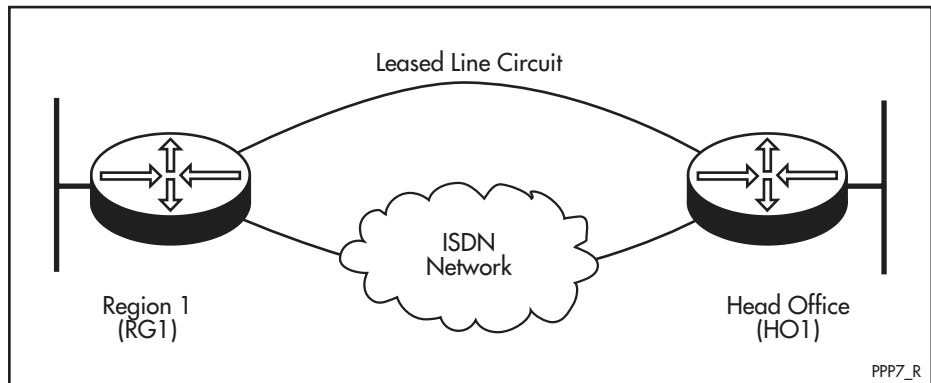 Leased Line Circuit
ISDN
Network
Region 1
(RG1)
Head Office
(HO1)
PPP7_R